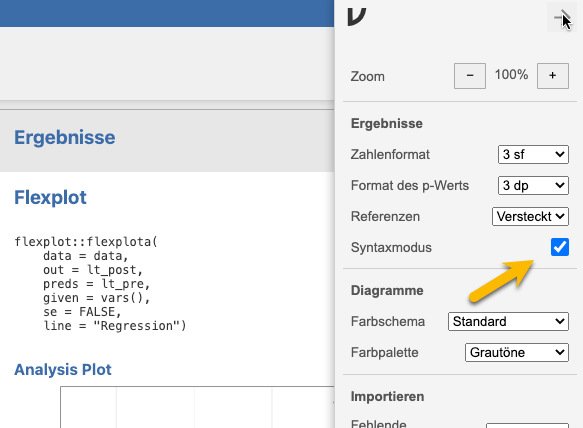 Ergebnisse
Flexplot
flexplot::flexplota(
    data = data,
    out = lt_post,
    preds = lt_pre,
    given = vars(),
    se = FALSE,
    line = "Regression")
Analysis Plot
Zoom − 100% +
Ergebnisse
Zahlenformat 3 sf
Format des p-Werts 3 dp
Referenzen Versteckt
Syntaxmodus
Diagramme
Farbschema Standard
Farbpalette Grautöne
Importieren
Fehlende